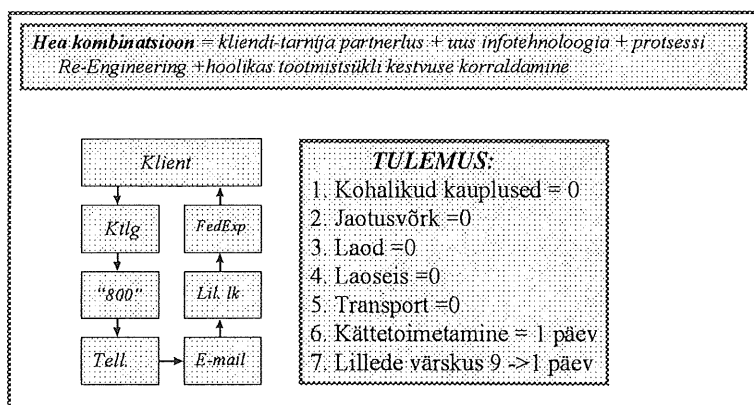 Hea kombinatsioon = kliendi-tarnija partnerlus + uus infotehnoloogia + protsessi
Re-Engineering +hoolikas tootmistsükli kestvuse korraldamine
Klient
Ktlg
"800"
Tell.
E-mail
Lil. lk
FedExp
TULEMUS:
1. Kohalikud kauplused = 0
2. Jaotusvõrk =0
3. Laod =0
4. Laoseis =0
5. Transport =0
6. Kättetoimetamine = 1 päev
7. Lillede värskus 9 ->1 päev